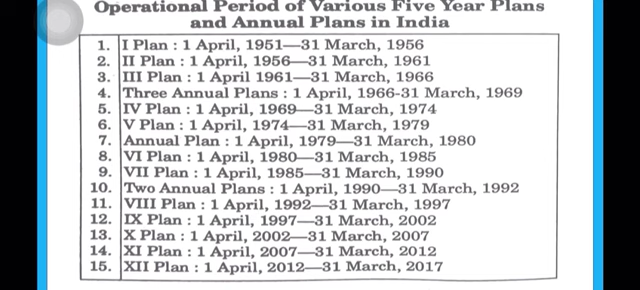 Operational Period of Various Five Year Plans
and Annual Plans in India
1. I Plan : 1 April, 1951—31 March, 1956
2. II Plan : 1 April, 1956—31 March, 1961
3. III Plan : 1 April 1961—31 March, 1966
4. Three Annual Plans : 1 April, 1966-31 March, 1969
5. IV Plan : 1 April, 1969—31 March, 1974
6. V Plan : 1 April, 1974—31 March, 1979
7. Annual Plan : 1 April, 1979—31 March, 1980
8. VI Plan : 1 April, 1980—31 March, 1985
9. VII Plan : 1 April, 1985—31 March, 1990
10. Two Annual Plans : 1 April, 1990—31 March, 1992
11. VIII Plan : 1 April, 1992—31 March, 1997
12. IX Plan : 1 April, 1997—31 March, 2002
13. X Plan : 1 April, 2002—31 March, 2007
14. XI Plan : 1 April, 2007—31 March, 2012
15. XII Plan : 1 April, 2012—31 March, 2017